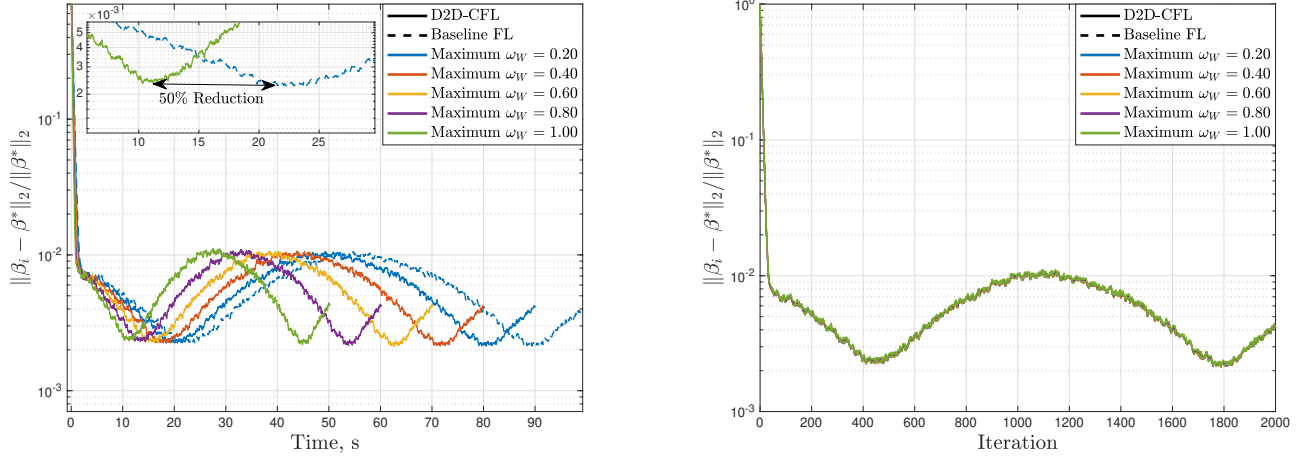 ×10⁻³
5
4
3
2
50% Reduction
10 15 20 25
D2D-CFL
Baseline FL
Maximum ω_W = 0.20
Maximum ω_W = 0.40
Maximum ω_W = 0.60
Maximum ω_W = 0.80
Maximum ω_W = 1.00
10⁻¹
10⁻²
10⁻³
‖β_i − β*‖₂/‖β*‖₂
0 10 20 30 40 50 60 70 80 90
Time, s
10⁰
10⁻¹
10⁻²
10⁻³
‖β_i − β*‖₂/‖β*‖₂
D2D-CFL
Baseline FL
Maximum ω_W = 0.20
Maximum ω_W = 0.40
Maximum ω_W = 0.60
Maximum ω_W = 0.80
Maximum ω_W = 1.00
0 200 400 600 800 1000 1200 1400 1600 1800 2000
Iteration